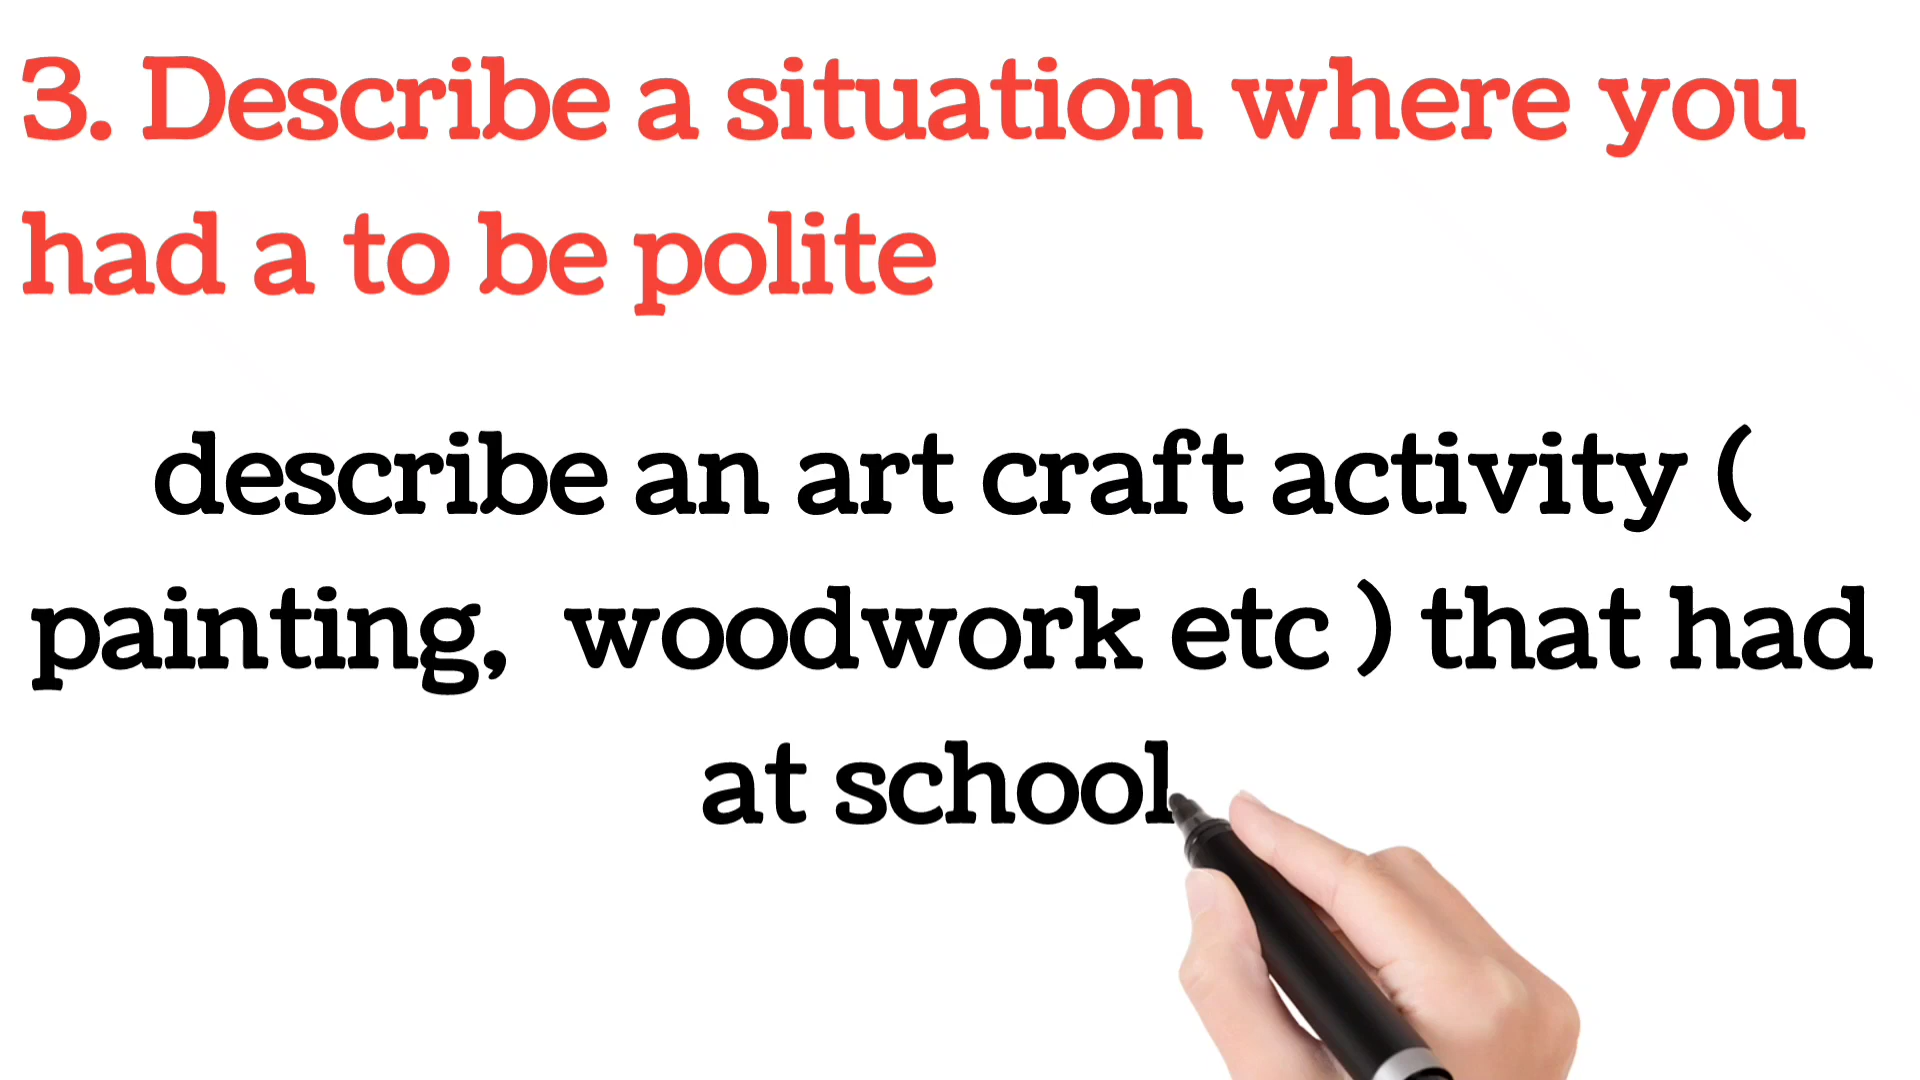 3. Describe a situation where you
had a to be polite
describe an art craft activity (
painting, woodwork etc ) that had
at school